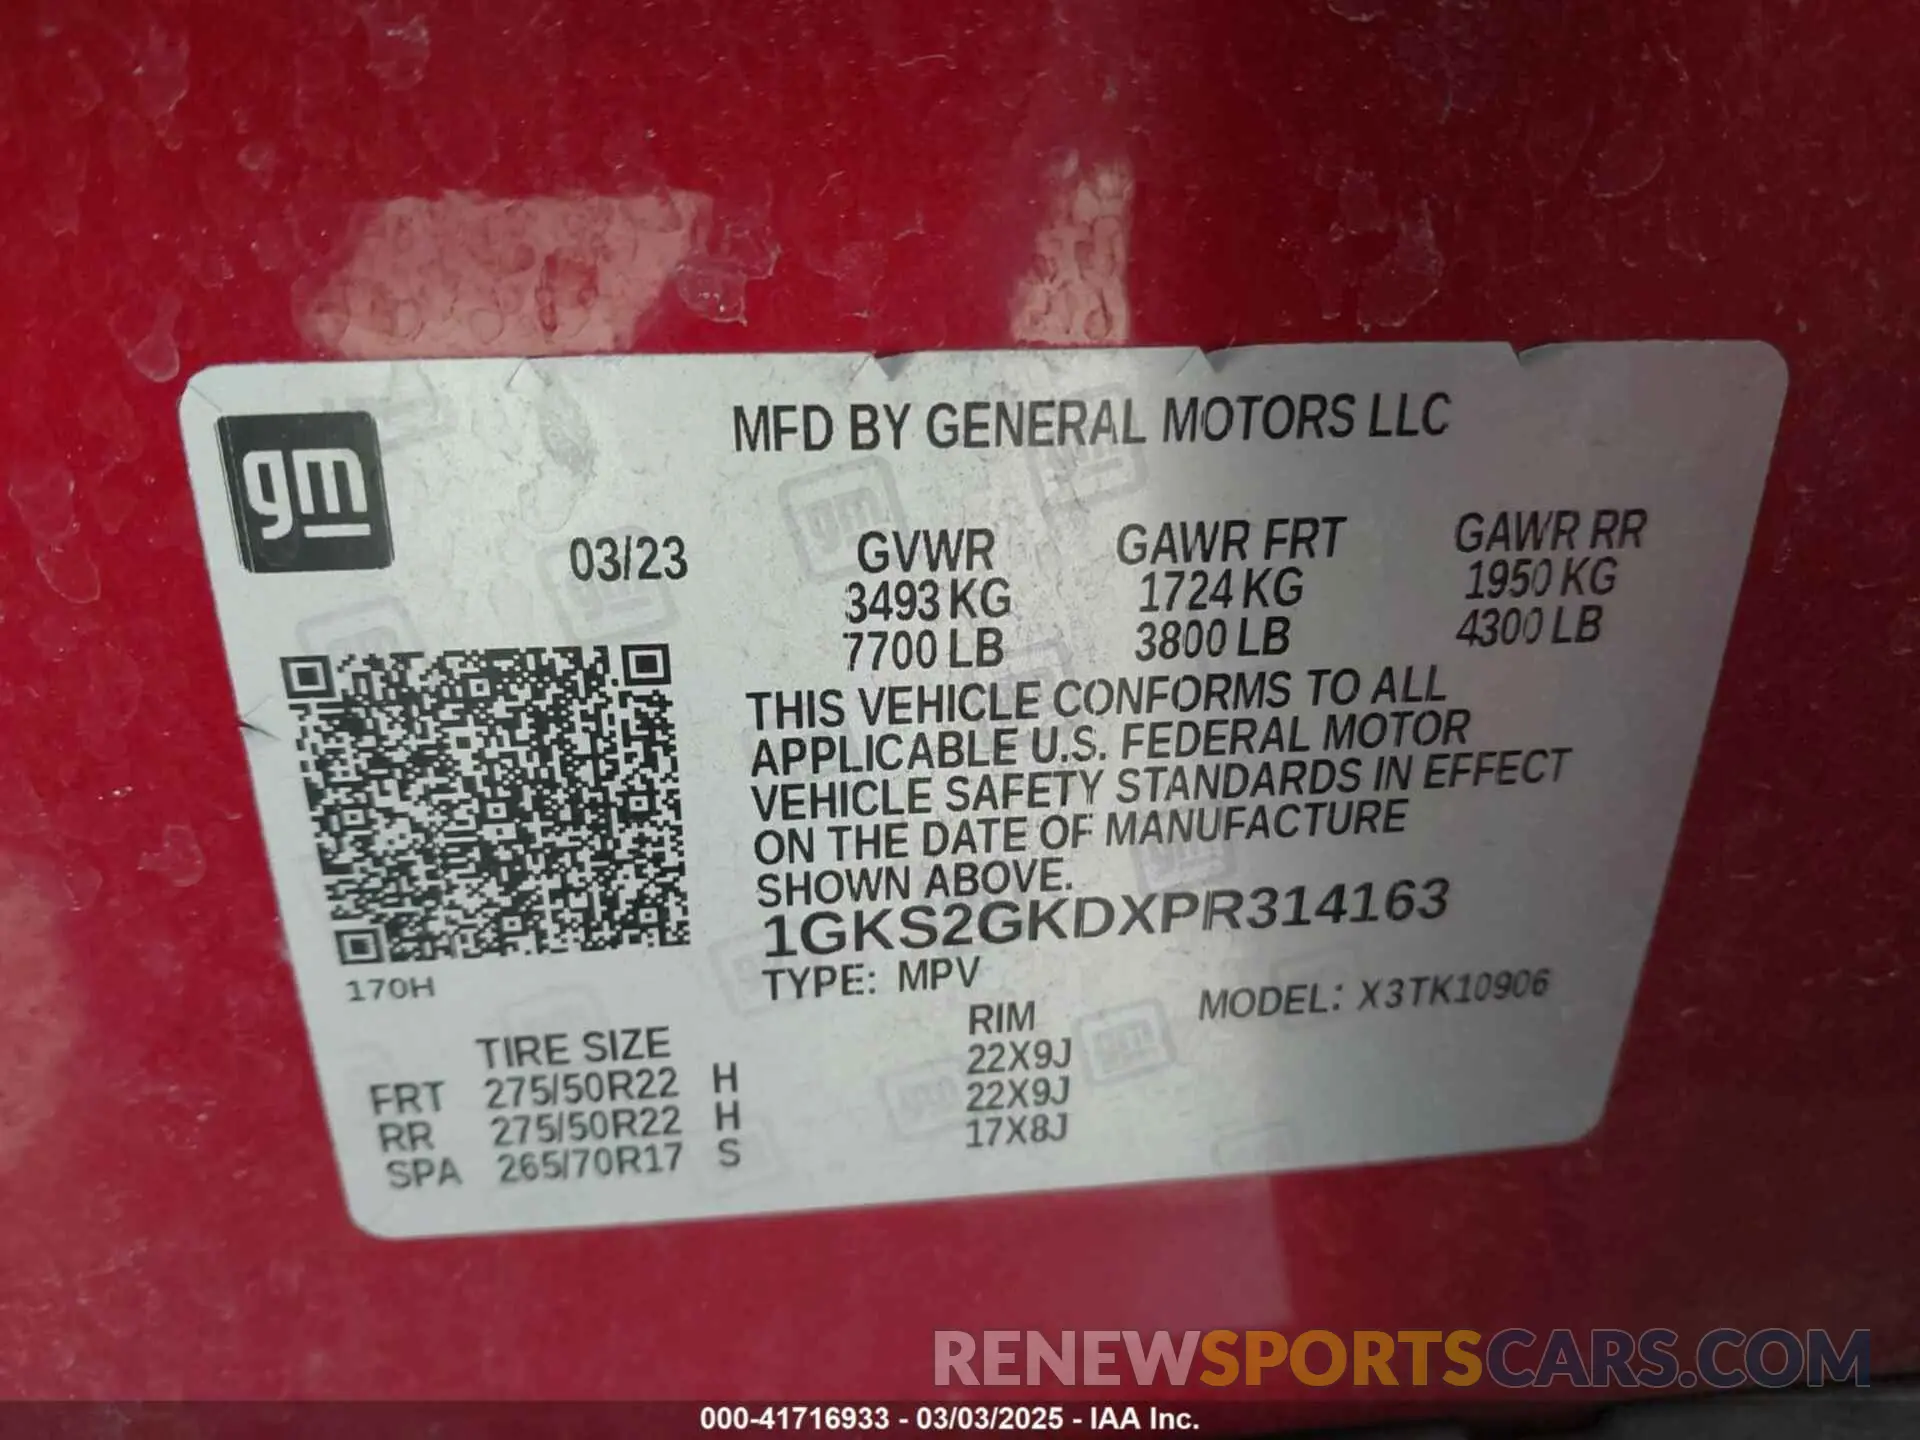 gm
MFD BY GENERAL MOTORS LLC
03/23
GVWR GAWR FRT GAWR RR
3493 KG 1724 KG 1950 KG
7700 LB 3800 LB 4300 LB
THIS VEHICLE CONFORMS TO ALL
APPLICABLE U.S. FEDERAL MOTOR
VEHICLE SAFETY STANDARDS IN EFFECT
ON THE DATE OF MANUFACTURE
SHOWN ABOVE.
1GKS2GKDXPR314163
170H
TYPE: MPV MODEL: X3TK10906
TIRE SIZE RIM
FRT 275/50R22 H 22X9J
RR 275/50R22 H 22X9J
SPA 265/70R17 S 17X8J
RENEWSPORTSCARS.COM
000-41716933 - 03/03/2025 - IAA Inc.